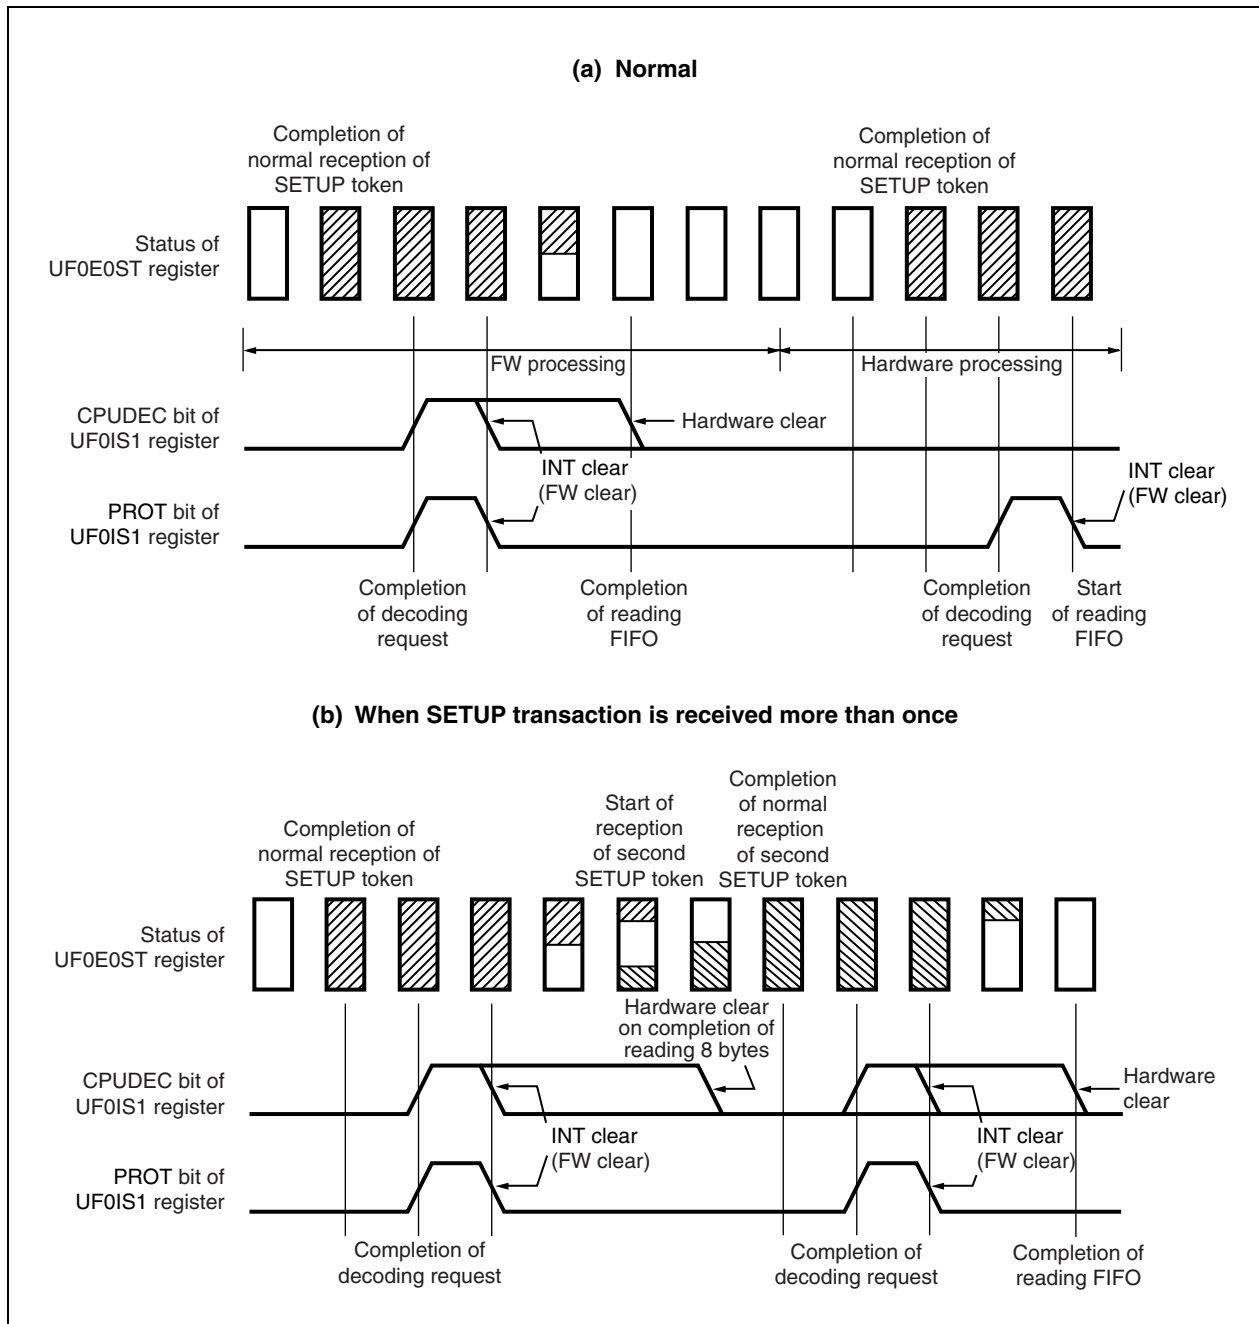 (a) Normal
Completion of
normal reception of
SETUP token
Completion of
normal reception of
SETUP token
Status of
UF0E0ST register
FW processing
Hardware processing
CPUDEC bit of
UF0IS1 register
Hardware clear
INT clear
(FW clear)
INT clear
(FW clear)
PROT bit of
UF0IS1 register
Completion
of decoding
request
Completion
of reading
FIFO
Completion
of decoding
request
Start
of reading
FIFO
(b) When SETUP transaction is received more than once
Completion of
normal reception of
SETUP token
Start of
reception
of second
SETUP token
Completion
of normal
reception
of second
SETUP token
Status of
UF0E0ST register
Hardware clear
on completion of
reading 8 bytes
CPUDEC bit of
UF0IS1 register
Hardware
clear
INT clear
(FW clear)
INT clear
(FW clear)
PROT bit of
UF0IS1 register
Completion of
decoding request
Completion of
decoding request
Completion of
reading FIFO